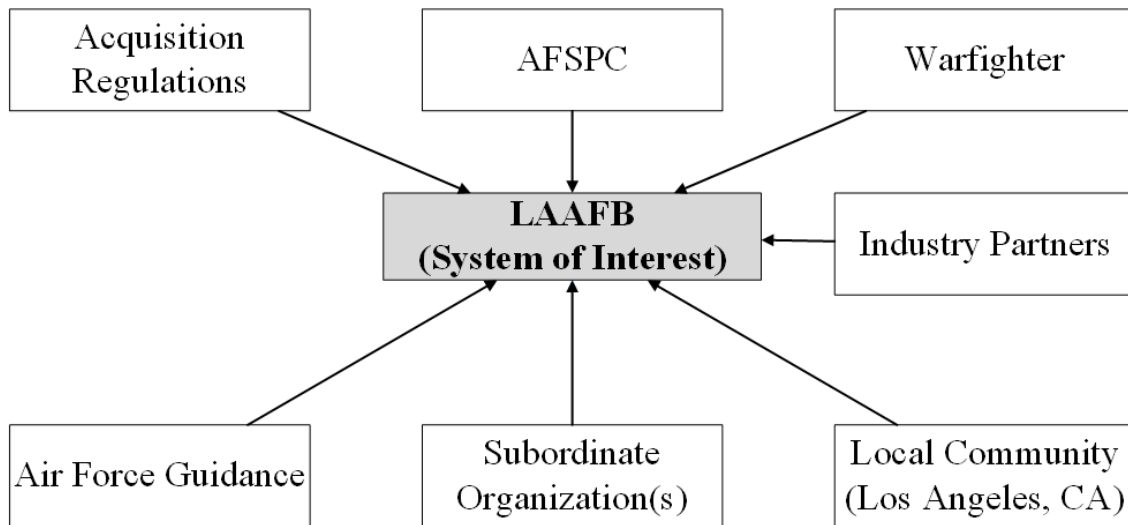 Acquisition
Regulations
AFSPC
Warfighter
LAAFB
(System of Interest)
Industry Partners
Air Force Guidance
Subordinate
Organization(s)
Local Community
(Los Angeles, CA)